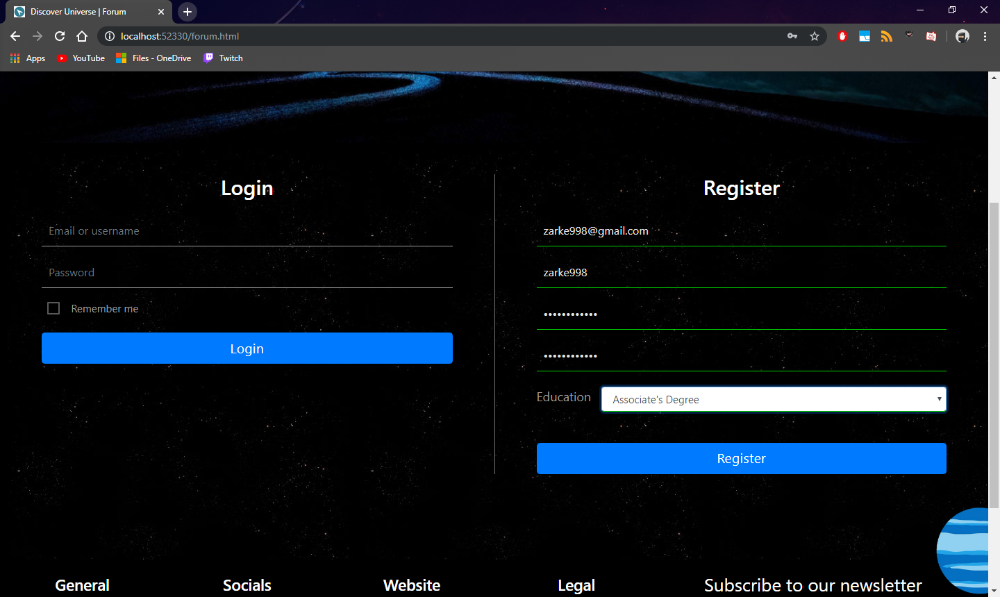 Discover Universe | Forum
localhost:52330/forum.html
Apps YouTube Files - OneDrive Twitch
Login
Email or username
Password
Remember me
Login
Register
zarke998@gmail.com
zarke998
••••••••••••
••••••••••••
Education Associate's Degree
Register
General Socials Website Legal Subscribe to our newsletter